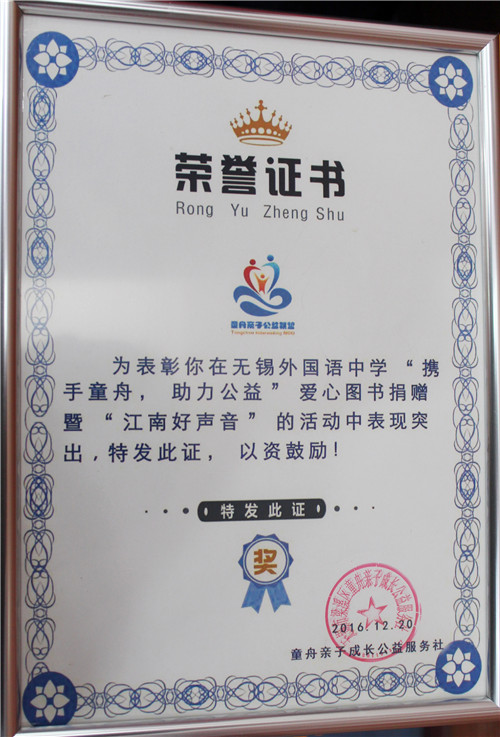 荣誉证书
Rong Yu Zheng Shu
童舟亲子公益联盟
为表彰你在无锡外国语中学“携
手童舟，助力公益”爱心图书捐赠
暨“江南好声音”的活动中表现突
出，特发此证，以资鼓励！
特发此证
奖
2016.12.20
童舟亲子成长公益服务社